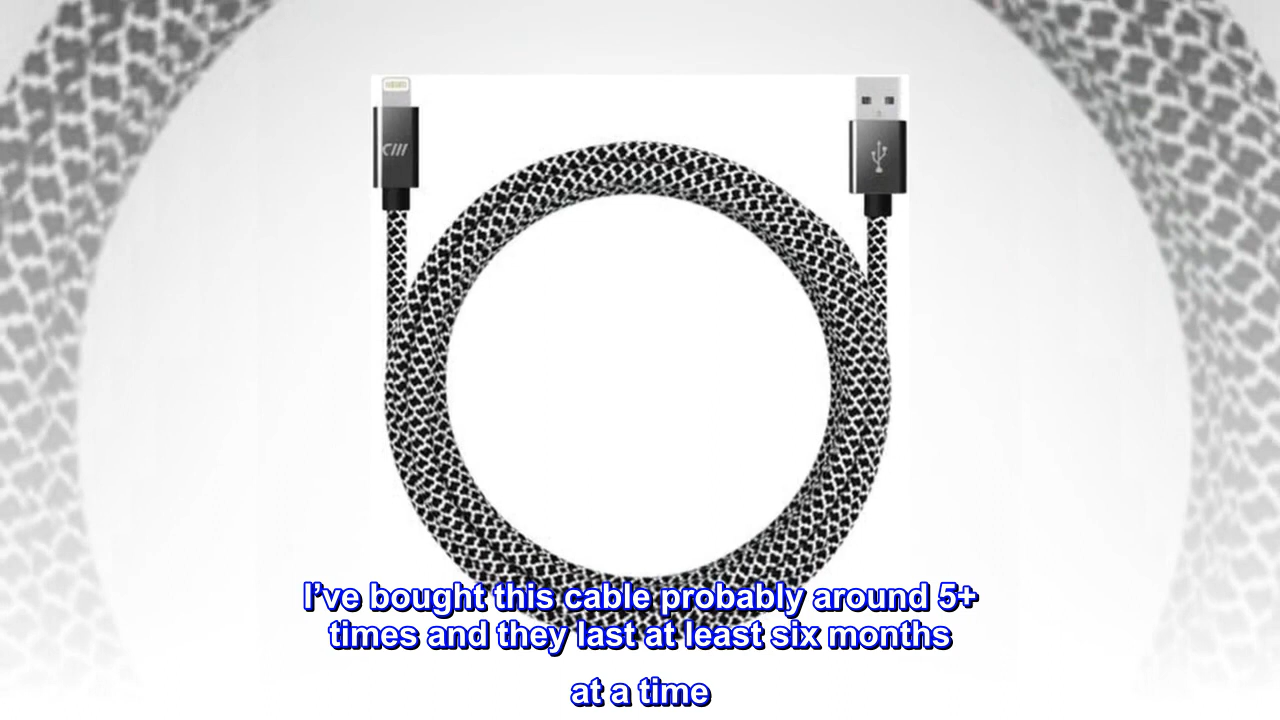 I've bought this cable probably around 5+
times and they last at least six months
at a time